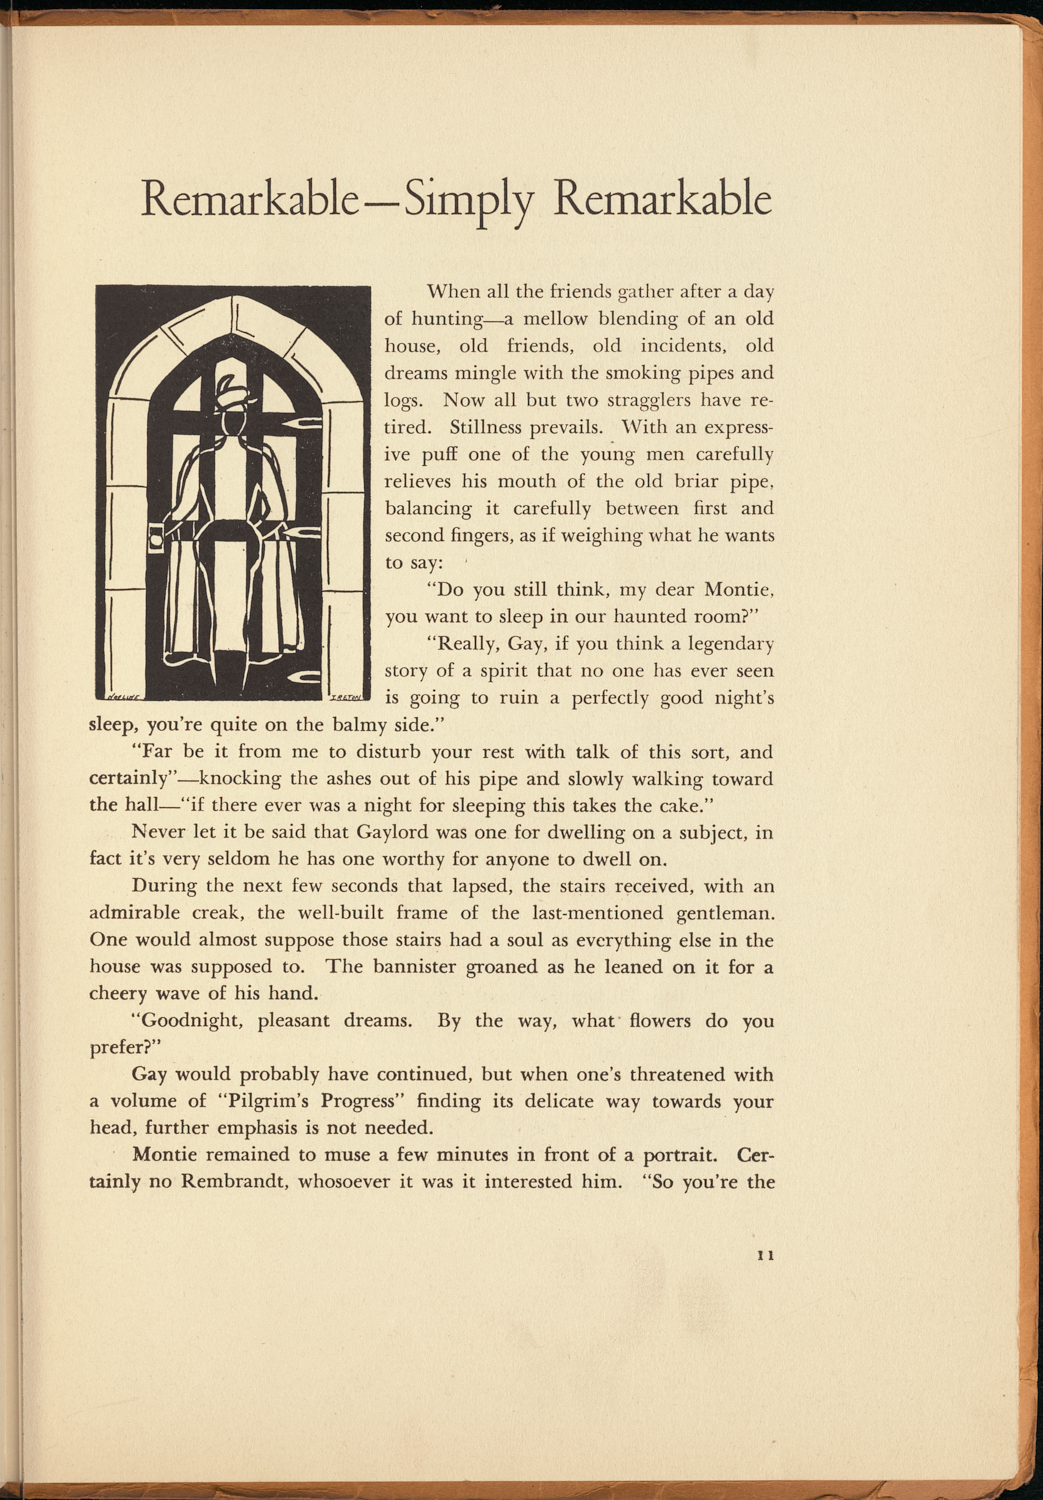 Remarkable—Simply Remarkable
When all the friends gather after a day
of hunting—a mellow blending of an old
house, old friends, old incidents, old
dreams mingle with the smoking pipes and
logs. Now all but two stragglers have re-
tired. Stillness prevails. With an express-
ive puff one of the young men carefully
relieves his mouth of the old briar pipe,
balancing it carefully between first and
second fingers, as if weighing what he wants
to say:
“Do you still think, my dear Montie,
you want to sleep in our haunted room?”
“Really, Gay, if you think a legendary
story of a spirit that no one has ever seen
is going to ruin a perfectly good night’s
sleep, you’re quite on the balmy side.”
“Far be it from me to disturb your rest with talk of this sort, and
certainly”—knocking the ashes out of his pipe and slowly walking toward
the hall—“if there ever was a night for sleeping this takes the cake.”
Never let it be said that Gaylord was one for dwelling on a subject, in
fact it’s very seldom he has one worthy for anyone to dwell on.
During the next few seconds that lapsed, the stairs received, with an
admirable creak, the well-built frame of the last-mentioned gentleman.
One would almost suppose those stairs had a soul as everything else in the
house was supposed to. The bannister groaned as he leaned on it for a
cheery wave of his hand.
“Goodnight, pleasant dreams. By the way, what flowers do you
prefer?”
Gay would probably have continued, but when one’s threatened with
a volume of “Pilgrim’s Progress” finding its delicate way towards your
head, further emphasis is not needed.
Montie remained to muse a few minutes in front of a portrait. Cer-
tainly no Rembrandt, whosoever it was it interested him. “So you’re the
11